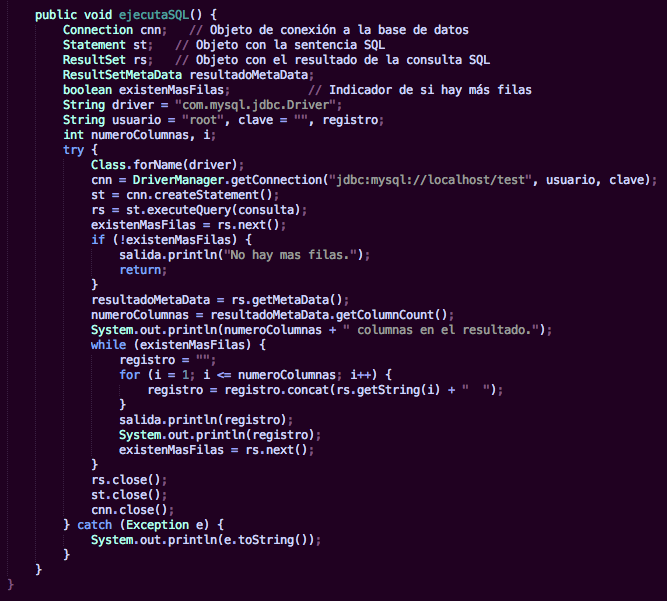 public void ejecutaSQL() {
Connection cnn;   // Objeto de conexión a la base de datos
Statement st;   // Objeto con la sentencia SQL
ResultSet rs;   // Objeto con el resultado de la consulta SQL
ResultSetMetaData resultadoMetaData;
boolean existenMasFilas;           // Indicador de si hay más filas
String driver = "com.mysql.jdbc.Driver";
String usuario = "root", clave = "", registro;
int numeroColumnas, i;
try {
Class.forName(driver);
cnn = DriverManager.getConnection("jdbc:mysql://localhost/test", usuario, clave);
st = cnn.createStatement();
rs = st.executeQuery(consulta);
existenMasFilas = rs.next();
if (!existenMasFilas) {
salida.println("No hay mas filas.");
return;
}
resultadoMetaData = rs.getMetaData();
numeroColumnas = resultadoMetaData.getColumnCount();
System.out.println(numeroColumnas + " columnas en el resultado.");
while (existenMasFilas) {
registro = "";
for (i = 1; i <= numeroColumnas; i++) {
registro = registro.concat(rs.getString(i) + "  ");
}
salida.println(registro);
System.out.println(registro);
existenMasFilas = rs.next();
}
rs.close();
st.close();
cnn.close();
} catch (Exception e) {
System.out.println(e.toString());
}
}
}